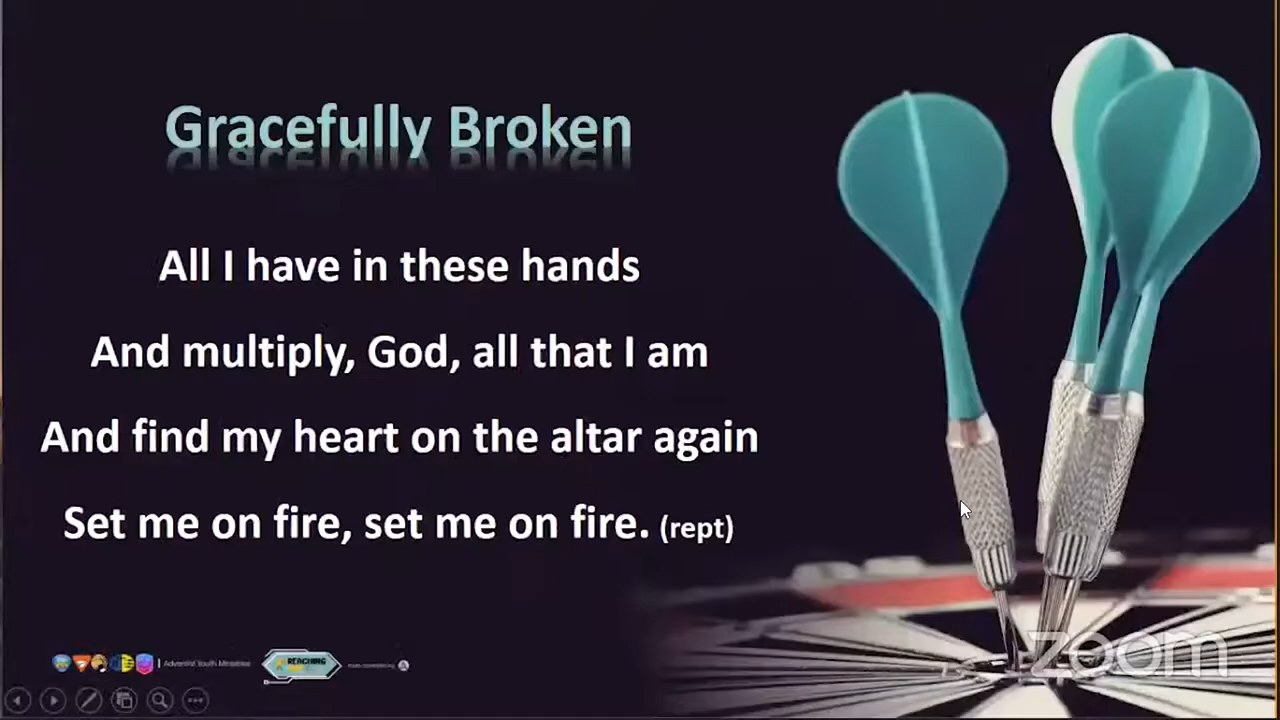 Gracefully Broken
All I have in these hands
And multiply, God, all that I am
And find my heart on the altar again
Set me on fire, set me on fire. (rept)
Adventist Youth Ministries
REACHING
zoom